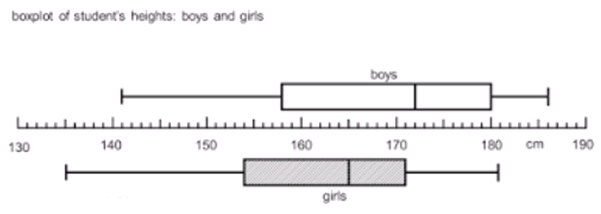 boxplot of student's heights: boys and girls
boys
130 140 150 160 170 180 cm 190
girls